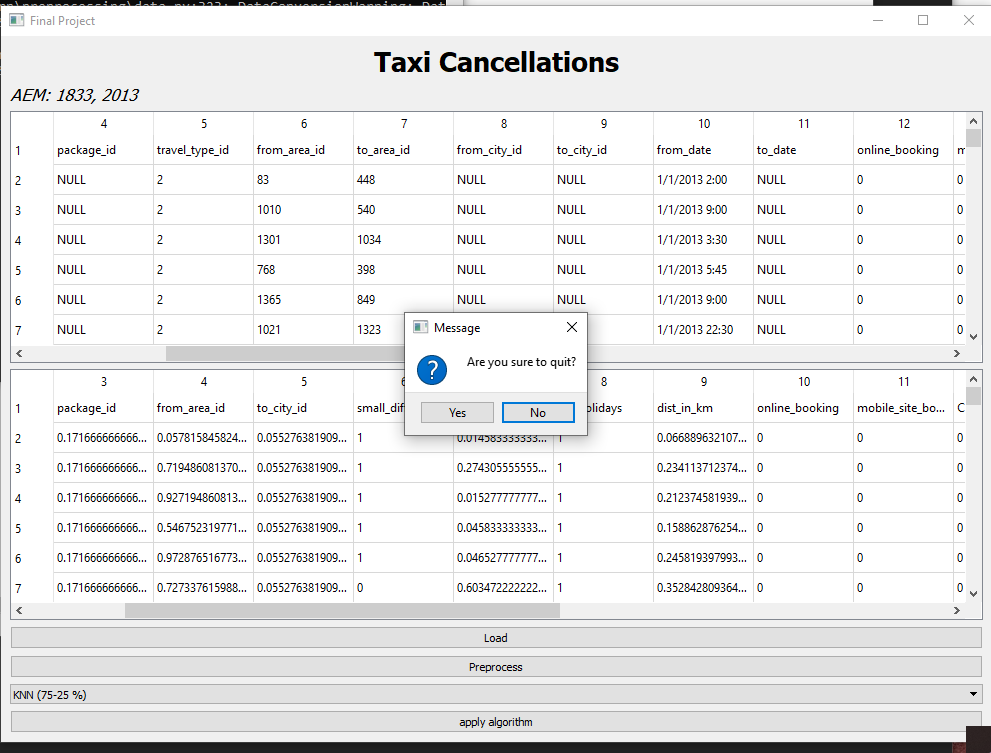 Final Project
Taxi Cancellations
AEM: 1833, 2013
4 5 6 7 8 9 10 11 12
1 package_id travel_type_id from_area_id to_area_id from_city_id to_city_id from_date to_date online_booking m
2 NULL 2 83 448 NULL NULL 1/1/2013 2:00 NULL 0 0
3 NULL 2 1010 540 NULL NULL 1/1/2013 9:00 NULL 0 0
4 NULL 2 1301 1034 NULL NULL 1/1/2013 3:30 NULL 0 0
5 NULL 2 768 398 NULL NULL 1/1/2013 5:45 NULL 0 0
6 NULL 2 1365 849 NULL NULL 1/1/2013 9:00 NULL 0 0
7 NULL 2 1021 1323 1/1/2013 22:30 NULL 0 0
Message
Are you sure to quit?
Yes No
3 4 5 6 8 9 10 11
1 package_id from_area_id to_city_id small_dif olidays dist_in_km online_booking mobile_site_bo... C
2 0.171666666666... 0.057815845824... 0.055276381909... 1 0.014583333333... 1 0.066889632107... 0 0 0
3 0.171666666666... 0.719486081370... 0.055276381909... 1 0.274305555555... 1 0.234113712374... 0 0 0
4 0.171666666666... 0.927194860813... 0.055276381909... 1 0.015277777777... 1 0.212374581939... 0 0 0
5 0.171666666666... 0.546752319771... 0.055276381909... 1 0.045833333333... 1 0.158862876254... 0 0 0
6 0.171666666666... 0.972876516773... 0.055276381909... 1 0.046527777777... 1 0.245819397993... 0 0 0
7 0.171666666666... 0.727337615988... 0.055276381909... 0 0.603472222222... 1 0.352842809364... 0 0 0
Load
Preprocess
KNN (75-25 %)
apply algorithm